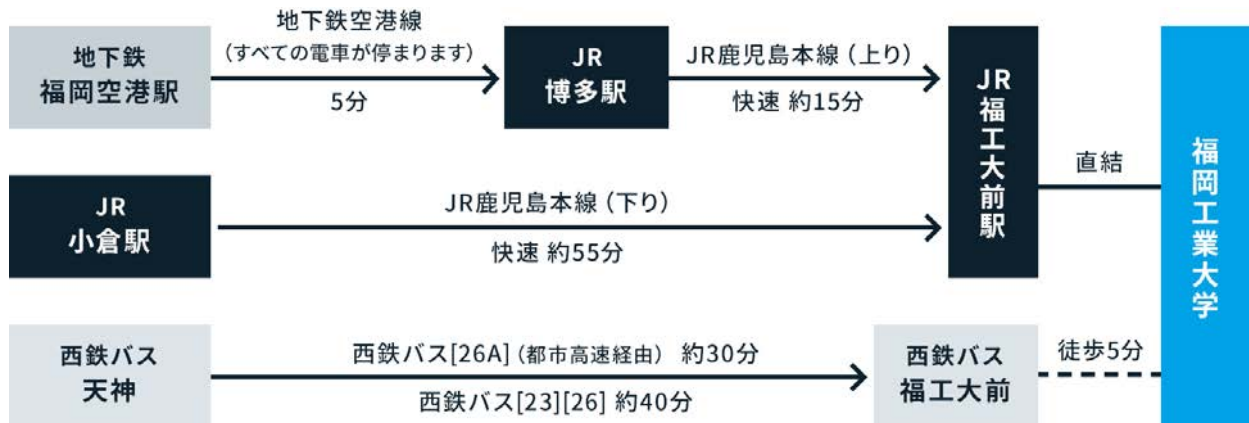 地下鉄
福岡空港駅
地下鉄空港線
(すべての電車が停まります)
5分
JR
博多駅
JR鹿児島本線(上り)
快速 約15分
JR福工大前駅
直結
福岡工業大学
JR
小倉駅
JR鹿児島本線(下り)
快速 約55分
西鉄バス
天神
西鉄バス[26A](都市高速経由) 約30分
西鉄バス[23][26] 約40分
西鉄バス
福工大前
徒歩5分